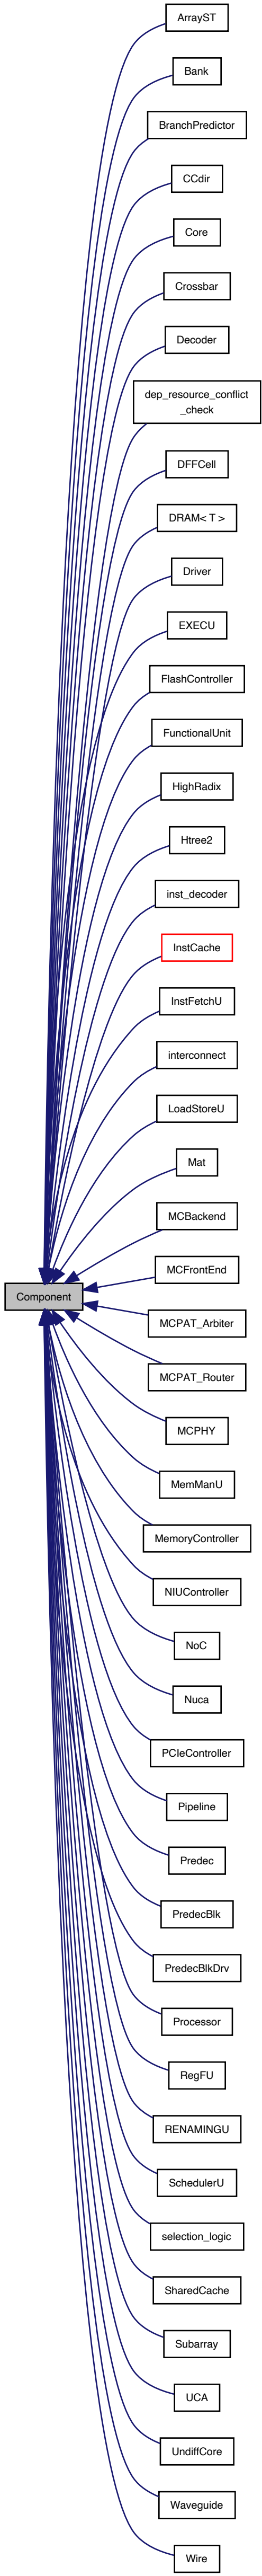 ArrayST
Bank
BranchPredictor
CCdir
Core
Crossbar
Decoder
dep_resource_conflict
_check
DFFCell
DRAM< T >
Driver
EXECU
FlashController
FunctionalUnit
HighRadix
Htree2
inst_decoder
InstCache
InstFetchU
interconnect
LoadStoreU
Mat
MCBackend
MCFrontEnd
Component
MCPAT_Arbiter
MCPAT_Router
MCPHY
MemManU
MemoryController
NIUController
NoC
Nuca
PCIeController
Pipeline
Predec
PredecBlk
PredecBlkDrv
Processor
RegFU
RENAMINGU
SchedulerU
selection_logic
SharedCache
Subarray
UCA
UndiffCore
Waveguide
Wire